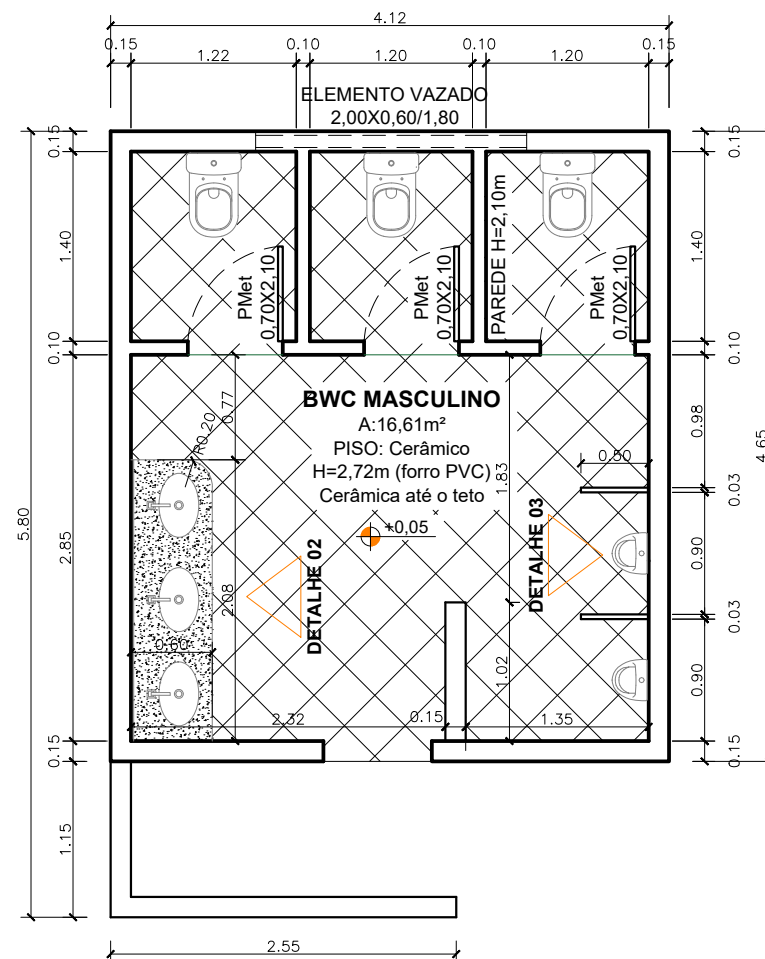 4.12
0.15
1.22
0.10
1.20
0.10
1.20
0.15
ELEMENTO VAZADO
2,00X0,60/1,80
0.15
1.40
0.10
2.85
0.15
1.15
5.80
0.15
1.40
0.10
0.98
0.03
0.90
0.03
0.90
0.15
4.65
PMet
0,70X2,10
PMet
0,70X2,10
PAREDE H=2,10m
PMet
0,70X2,10
0.77
R0.20
BWC MASCULINO
A:16,61m²
PISO: Cerâmico
H=2,72m (forro PVC)
Cerâmica até o teto
+0,05
1.83
0.50
DETALHE 02
DETALHE 03
2.08
0.60
1.02
2.32
0.15
1.35
2.55